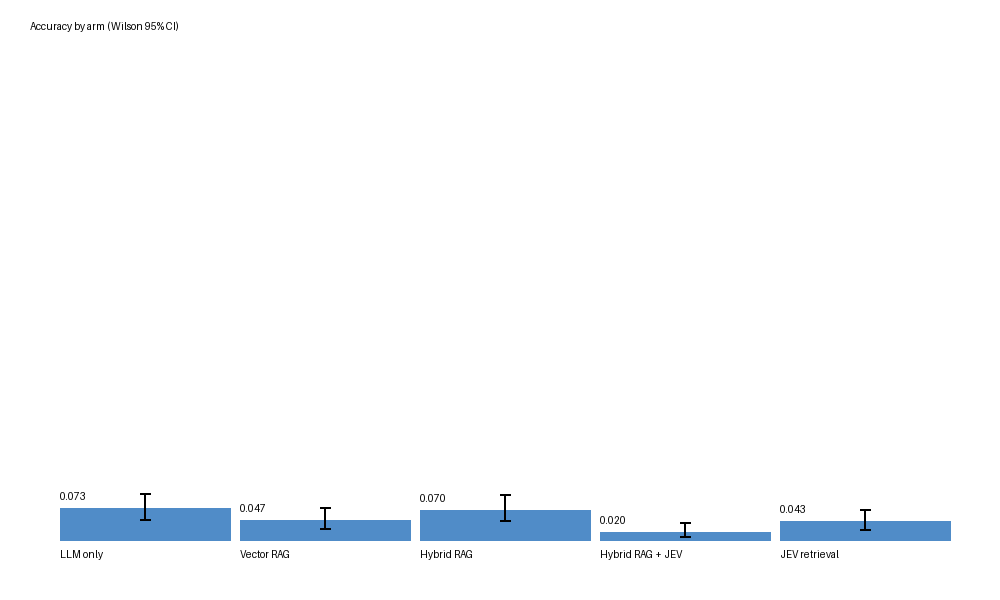 Accuracy by arm (Wilson 95% CI)
0.073
0.047
0.070
0.020
0.043
LLM only
Vector RAG
Hybrid RAG
Hybrid RAG + JEV
JEV retrieval